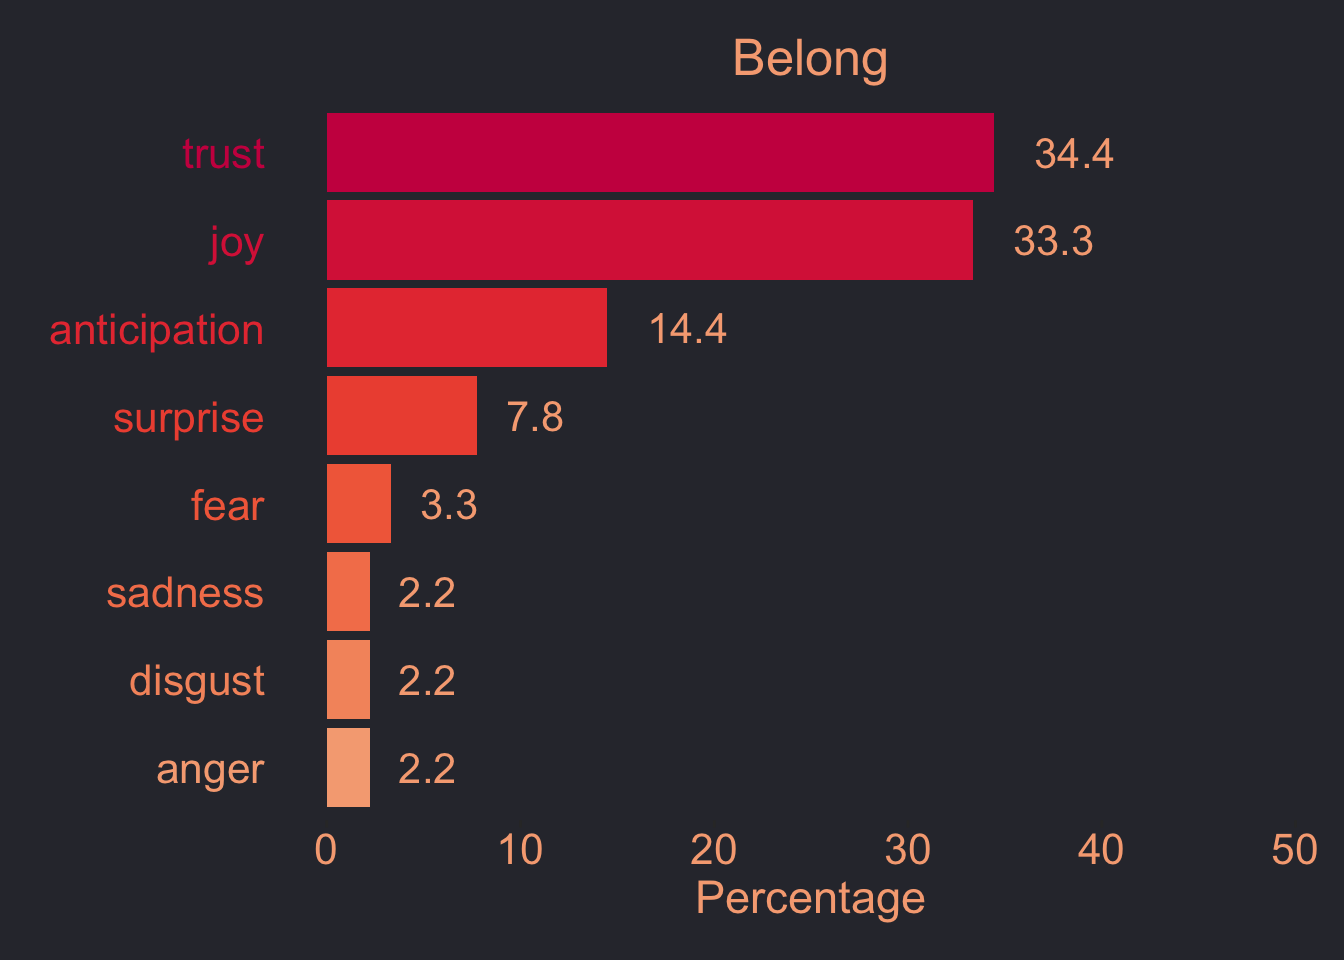 Belong
trust 34.4
joy 33.3
anticipation 14.4
surprise 7.8
fear 3.3
sadness 2.2
disgust 2.2
anger 2.2
0 10 20 30 40 50
Percentage